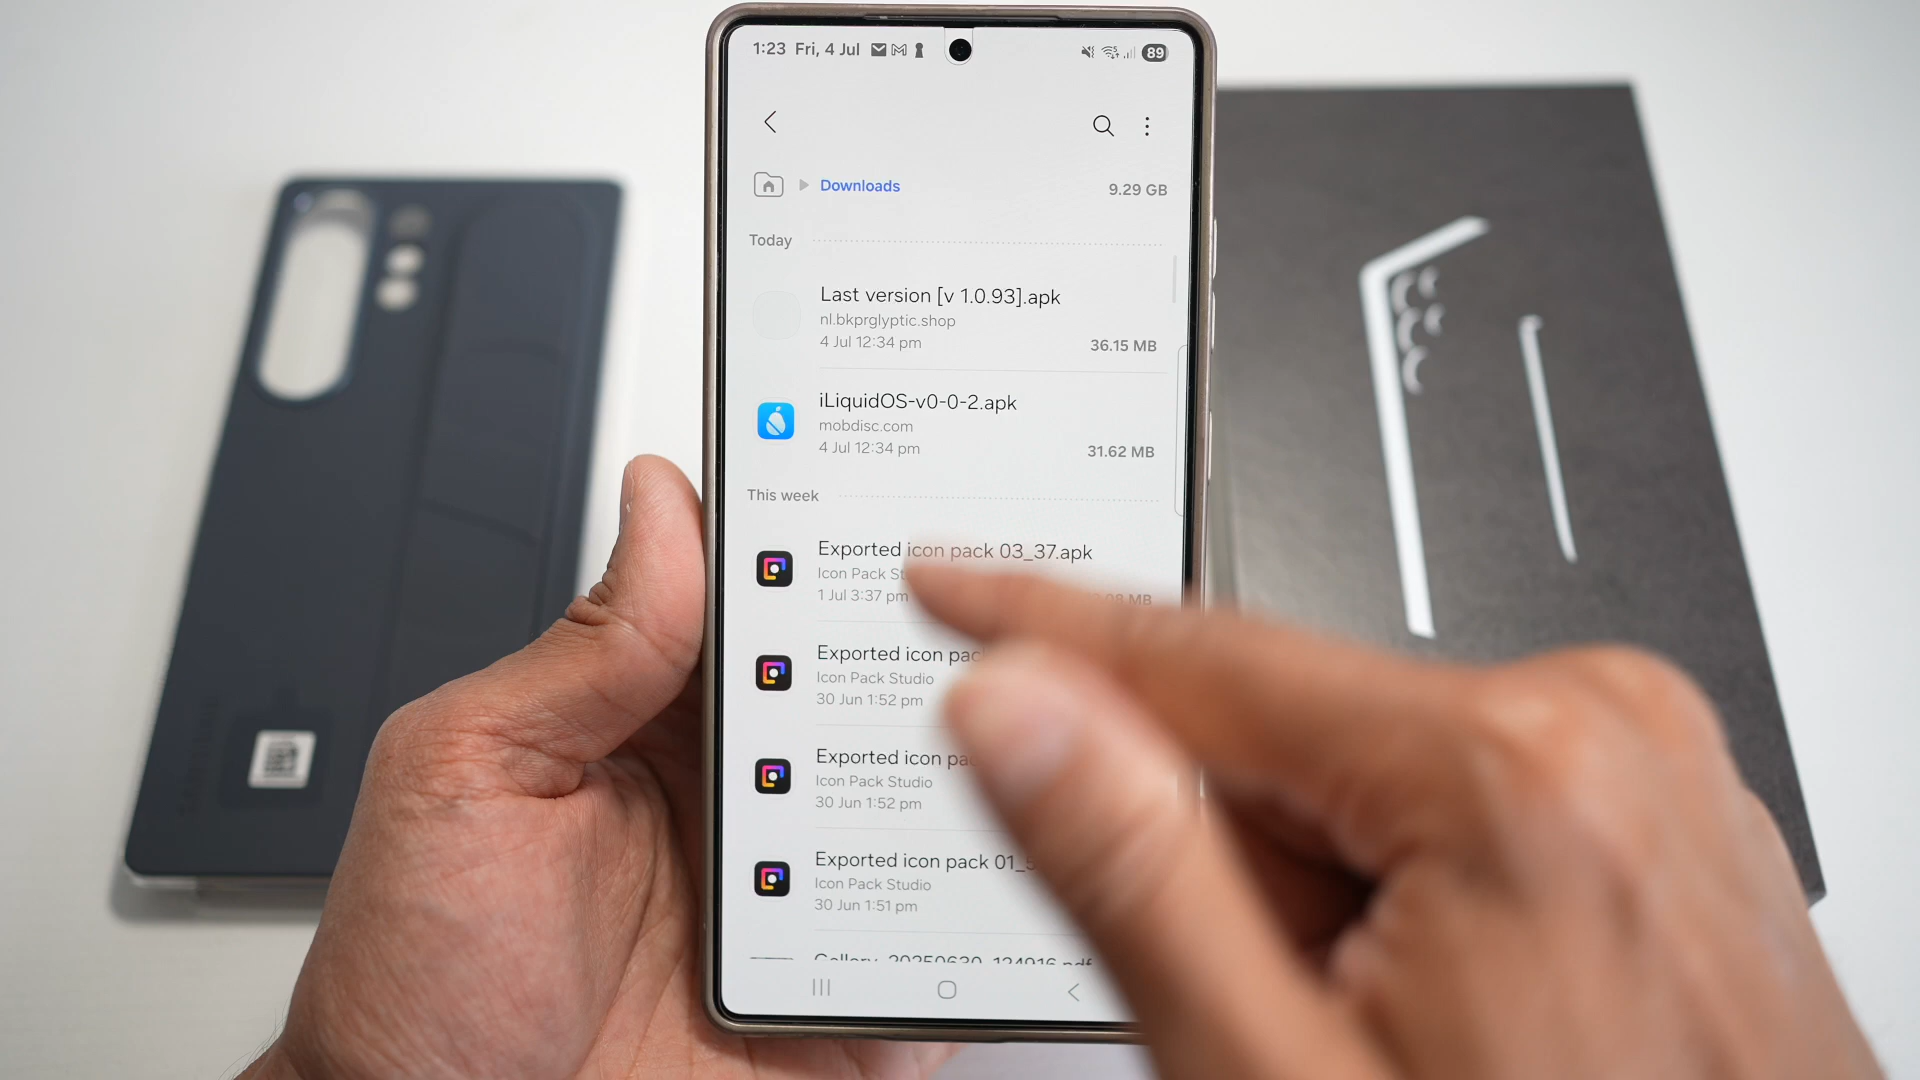 1:23 Fri, 4 Jul
89
Downloads
9.29 GB
Today
Last version [v 1.0.93].apk
nl.bkprglyptic.shop
4 Jul 12:34 pm
36.15 MB
iLiquidOS-v0-0-2.apk
mobdisc.com
4 Jul 12:34 pm
31.62 MB
This week
Exported icon pack 03_37.apk
Icon Pack
1 Jul 3:37 pm
MB
Exported icon
Icon Pack Studio
30 Jun 1:52 pm
Exported icon
Icon Pack Studio
30 Jun 1:52 pm
Exported icon pack
Icon Pack Studio
30 Jun 1:51 pm
Gallery_20250630_124916.pdf